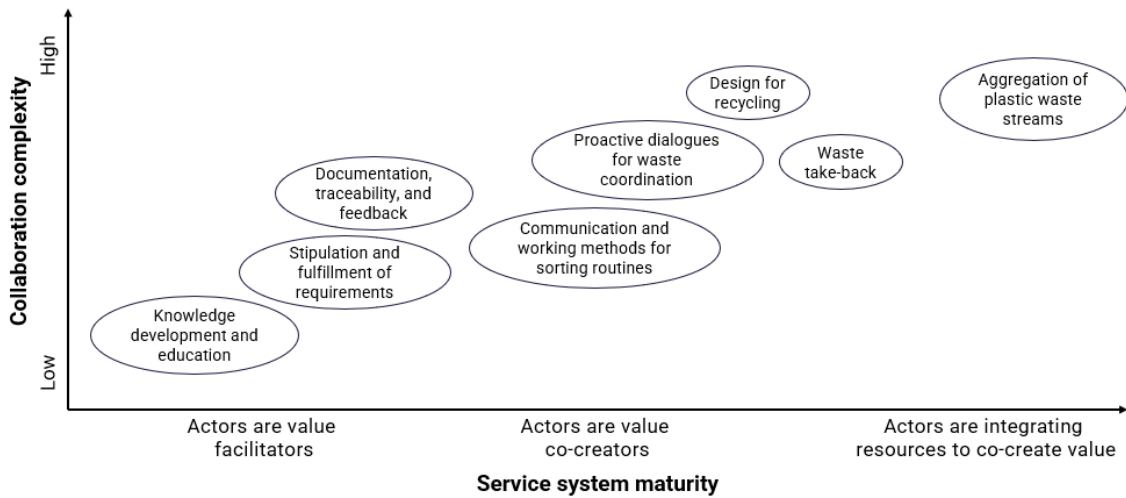 High
Collaboration complexity
Low
Design for
recycling
Aggregation of
plastic waste
streams
Proactive dialogues
for waste
coordination
Waste
take-back
Documentation,
traceability, and
feedback
Communication and
working methods for
sorting routines
Stipulation and
fulfillment of
requirements
Knowledge
development and
education
Actors are value
facilitators
Actors are value
co-creators
Actors are integrating
resources to co-create value
Service system maturity